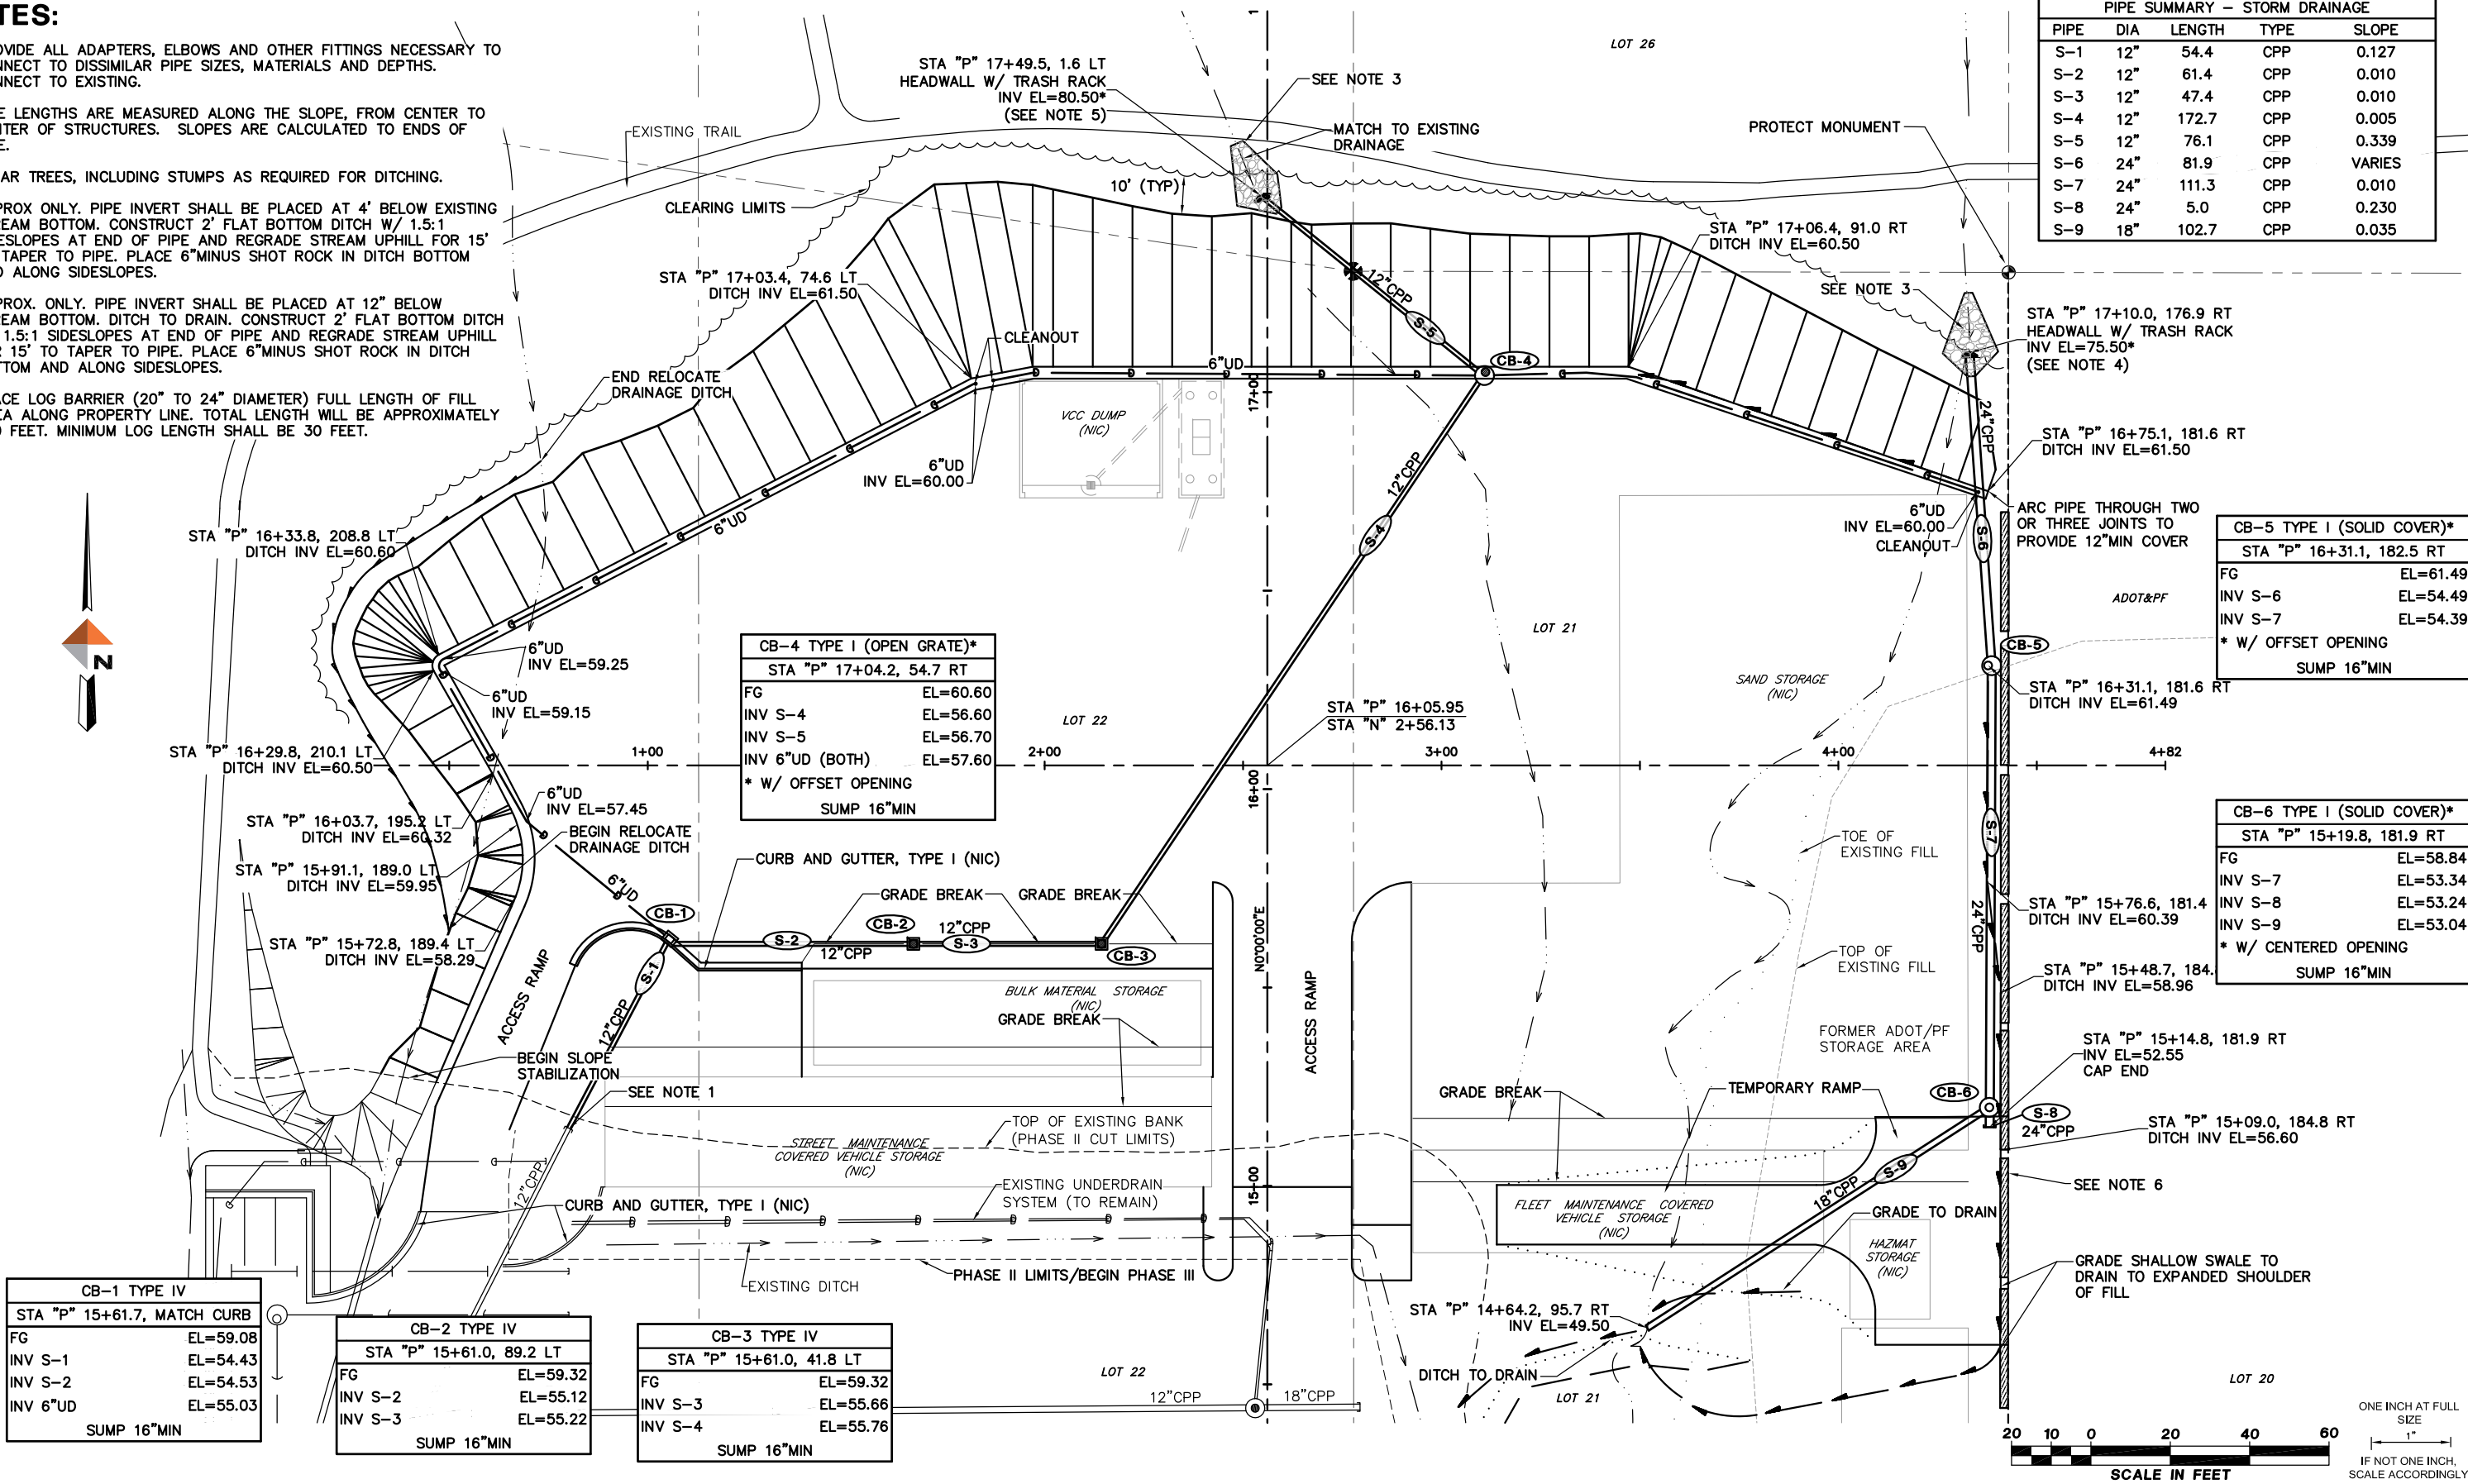 TES:
OVIDE ALL ADAPTERS, ELBOWS AND OTHER FITTINGS NECESSARY TO
NNECT TO DISSIMILAR PIPE SIZES, MATERIALS AND DEPTHS.
NNECT TO EXISTING.
E LENGTHS ARE MEASURED ALONG THE SLOPE, FROM CENTER TO
TER OF STRUCTURES. SLOPES ARE CALCULATED TO ENDS OF
E.
AR TREES, INCLUDING STUMPS AS REQUIRED FOR DITCHING.
PROX ONLY. PIPE INVERT SHALL BE PLACED AT 4' BELOW EXISTING
REAM BOTTOM. CONSTRUCT 2' FLAT BOTTOM DITCH W/ 1.5:1
ESLOPES AT END OF PIPE AND REGRADE STREAM UPHILL FOR 15'
TAPER TO PIPE. PLACE 6"MINUS SHOT ROCK IN DITCH BOTTOM
D ALONG SIDESLOPES.
PROX. ONLY. PIPE INVERT SHALL BE PLACED AT 12" BELOW
REAM BOTTOM. DITCH TO DRAIN. CONSTRUCT 2' FLAT BOTTOM DITCH
1.5:1 SIDESLOPES AT END OF PIPE AND REGRADE STREAM UPHILL
R 15' TO TAPER TO PIPE. PLACE 6"MINUS SHOT ROCK IN DITCH
TTOM AND ALONG SIDESLOPES.
ACE LOG BARRIER (20" TO 24" DIAMETER) FULL LENGTH OF FILL
EA ALONG PROPERTY LINE. TOTAL LENGTH WILL BE APPROXIMATELY
0 FEET. MINIMUM LOG LENGTH SHALL BE 30 FEET.
PIPE SUMMARY – STORM DRAINAGE
PIPE DIA LENGTH TYPE SLOPE
S–1 12" 54.4 CPP 0.127
S–2 12" 61.4 CPP 0.010
S–3 12" 47.4 CPP 0.010
S–4 12" 172.7 CPP 0.005
S–5 12" 76.1 CPP 0.339
S–6 24" 81.9 CPP VARIES
S–7 24" 111.3 CPP 0.010
S–8 24" 5.0 CPP 0.230
S–9 18" 102.7 CPP 0.035
LOT 26
STA "P" 17+49.5, 1.6 LT
HEADWALL W/ TRASH RACK
INV EL=80.50*
(SEE NOTE 5)
SEE NOTE 3
MATCH TO EXISTING
DRAINAGE
EXISTING TRAIL
PROTECT MONUMENT
10' (TYP)
CLEARING LIMITS
STA "P" 17+06.4, 91.0 RT
DITCH INV EL=60.50
STA "P" 17+03.4, 74.6 LT
DITCH INV EL=61.50
12"CPP
S-5
SEE NOTE 3
STA "P" 17+10.0, 176.9 RT
HEADWALL W/ TRASH RACK
INV EL=75.50*
(SEE NOTE 4)
CLEANOUT
CB-4
6"UD
END RELOCATE
DRAINAGE DITCH
VCC DUMP
(NIC)
17+00
24"CPP
STA "P" 16+75.1, 181.6 RT
DITCH INV EL=61.50
6"UD
INV EL=60.00
12"CPP
S-4
6"UD
INV EL=60.00
CLEANOUT
S-6
ARC PIPE THROUGH TWO
OR THREE JOINTS TO
PROVIDE 12"MIN COVER
6"UD
STA "P" 16+33.8, 208.8 LT
DITCH INV EL=60.60
CB–5 TYPE I (SOLID COVER)*
STA "P" 16+31.1, 182.5 RT
FG EL=61.49
INV S–6 EL=54.49
INV S–7 EL=54.39
* W/ OFFSET OPENING
SUMP 16"MIN
ADOT&PF
N
6"UD
INV EL=59.25
6"UD
INV EL=59.15
CB–4 TYPE I (OPEN GRATE)*
STA "P" 17+04.2, 54.7 RT
FG EL=60.60
INV S–4 EL=56.60
INV S–5 EL=56.70
INV 6"UD (BOTH) EL=57.60
* W/ OFFSET OPENING
SUMP 16"MIN
LOT 21
CB-5
SAND STORAGE
(NIC)
STA "P" 16+31.1, 181.6 RT
DITCH INV EL=61.49
STA "P" 16+05.95
STA "N" 2+56.13
LOT 22
STA "P" 16+29.8, 210.1 LT
DITCH INV EL=60.50
1+00
2+00
3+00
4+00
4+82
16+00
6"UD
INV EL=57.45
STA "P" 16+03.7, 195.2 LT
DITCH INV EL=60.32
BEGIN RELOCATE
DRAINAGE DITCH
CB–6 TYPE I (SOLID COVER)*
STA "P" 15+19.8, 181.9 RT
FG EL=58.84
INV S–7 EL=53.34
INV S–8 EL=53.24
INV S–9 EL=53.04
* W/ CENTERED OPENING
SUMP 16"MIN
S-7
TOE OF
EXISTING FILL
CURB AND GUTTER, TYPE I (NIC)
STA "P" 15+91.1, 189.0 LT
DITCH INV EL=59.95
6"UD
GRADE BREAK
GRADE BREAK
CB-1
CB-2
12"CPP
S-2
12"CPP
S-3
CB-3
STA "P" 15+76.6, 181.4
DITCH INV EL=60.39
24"CPP
N0°00'00"E
STA "P" 15+72.8, 189.4 LT
DITCH INV EL=58.29
TOP OF
EXISTING FILL
STA "P" 15+48.7, 184.
DITCH INV EL=58.96
S-1
12"CPP
ACCESS RAMP
BULK MATERIAL STORAGE
(NIC)
GRADE BREAK
ACCESS RAMP
FORMER ADOT/PF
STORAGE AREA
STA "P" 15+14.8, 181.9 RT
INV EL=52.55
CAP END
BEGIN SLOPE
STABILIZATION
SEE NOTE 1
GRADE BREAK
TEMPORARY RAMP
CB-6
S-8
24"CPP
TOP OF EXISTING BANK
(PHASE II CUT LIMITS)
STA "P" 15+09.0, 184.8 RT
DITCH INV EL=56.60
STREET MAINTENANCE
COVERED VEHICLE STORAGE
(NIC)
EXISTING UNDERDRAIN
SYSTEM (TO REMAIN)
15+00
S-9
18"CPP
SEE NOTE 6
12"CPP
CURB AND GUTTER, TYPE I (NIC)
FLEET MAINTENANCE COVERED
VEHICLE STORAGE
(NIC)
GRADE TO DRAIN
HAZMAT
STORAGE
(NIC)
GRADE SHALLOW SWALE TO
DRAIN TO EXPANDED SHOULDER
OF FILL
EXISTING DITCH
PHASE II LIMITS/BEGIN PHASE III
CB–1 TYPE IV
STA "P" 15+61.7, MATCH CURB
FG EL=59.08
INV S–1 EL=54.43
INV S–2 EL=54.53
INV 6"UD EL=55.03
SUMP 16"MIN
CB–2 TYPE IV
STA "P" 15+61.0, 89.2 LT
FG EL=59.32
INV S–2 EL=55.12
INV S–3 EL=55.22
SUMP 16"MIN
CB–3 TYPE IV
STA "P" 15+61.0, 41.8 LT
FG EL=59.32
INV S–3 EL=55.66
INV S–4 EL=55.76
SUMP 16"MIN
STA "P" 14+64.2, 95.7 RT
INV EL=49.50
DITCH TO DRAIN
LOT 22
12"CPP
18"CPP
LOT 21
LOT 20
20 10 0 20 40 60
SCALE IN FEET
ONE INCH AT FULL
SIZE
1"
IF NOT ONE INCH,
SCALE ACCORDINGLY